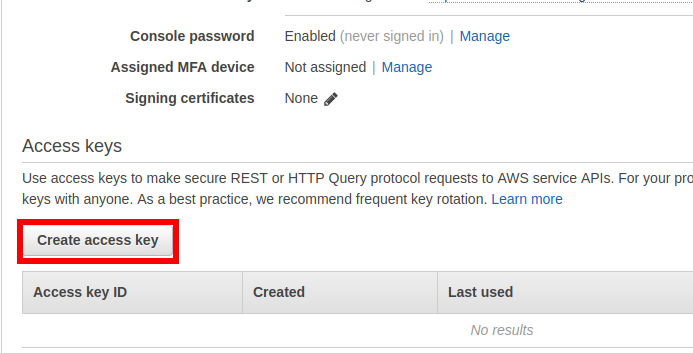 Console password Enabled (never signed in) | Manage
Assigned MFA device Not assigned | Manage
Signing certificates None
Access keys
Use access keys to make secure REST or HTTP Query protocol requests to AWS service APIs. For your
keys with anyone. As a best practice, we recommend frequent key rotation. Learn more
Create access key
Access key ID Created Last used
No results